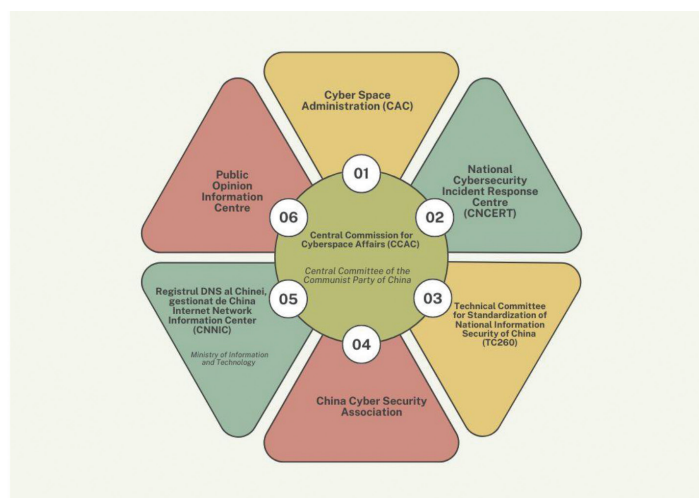 Cyber Space
Administration (CAC)
01
National
Cybersecurity
Incident Response
Centre
(CNCERT)
02
Technical Committee
for Standardization of
National Information
Security of China
(TC260)
03
China Cyber Security
Association
04
Registrul DNS al Chinei,
gestionat de China
Internet Network
Information Center
(CNNIC)
Ministry of Information
and Technology
05
Public
Opinion
Information
Centre
06
Central Commission for
Cyberspace Affairs (CCAC)
Central Committee of the
Communist Party of China